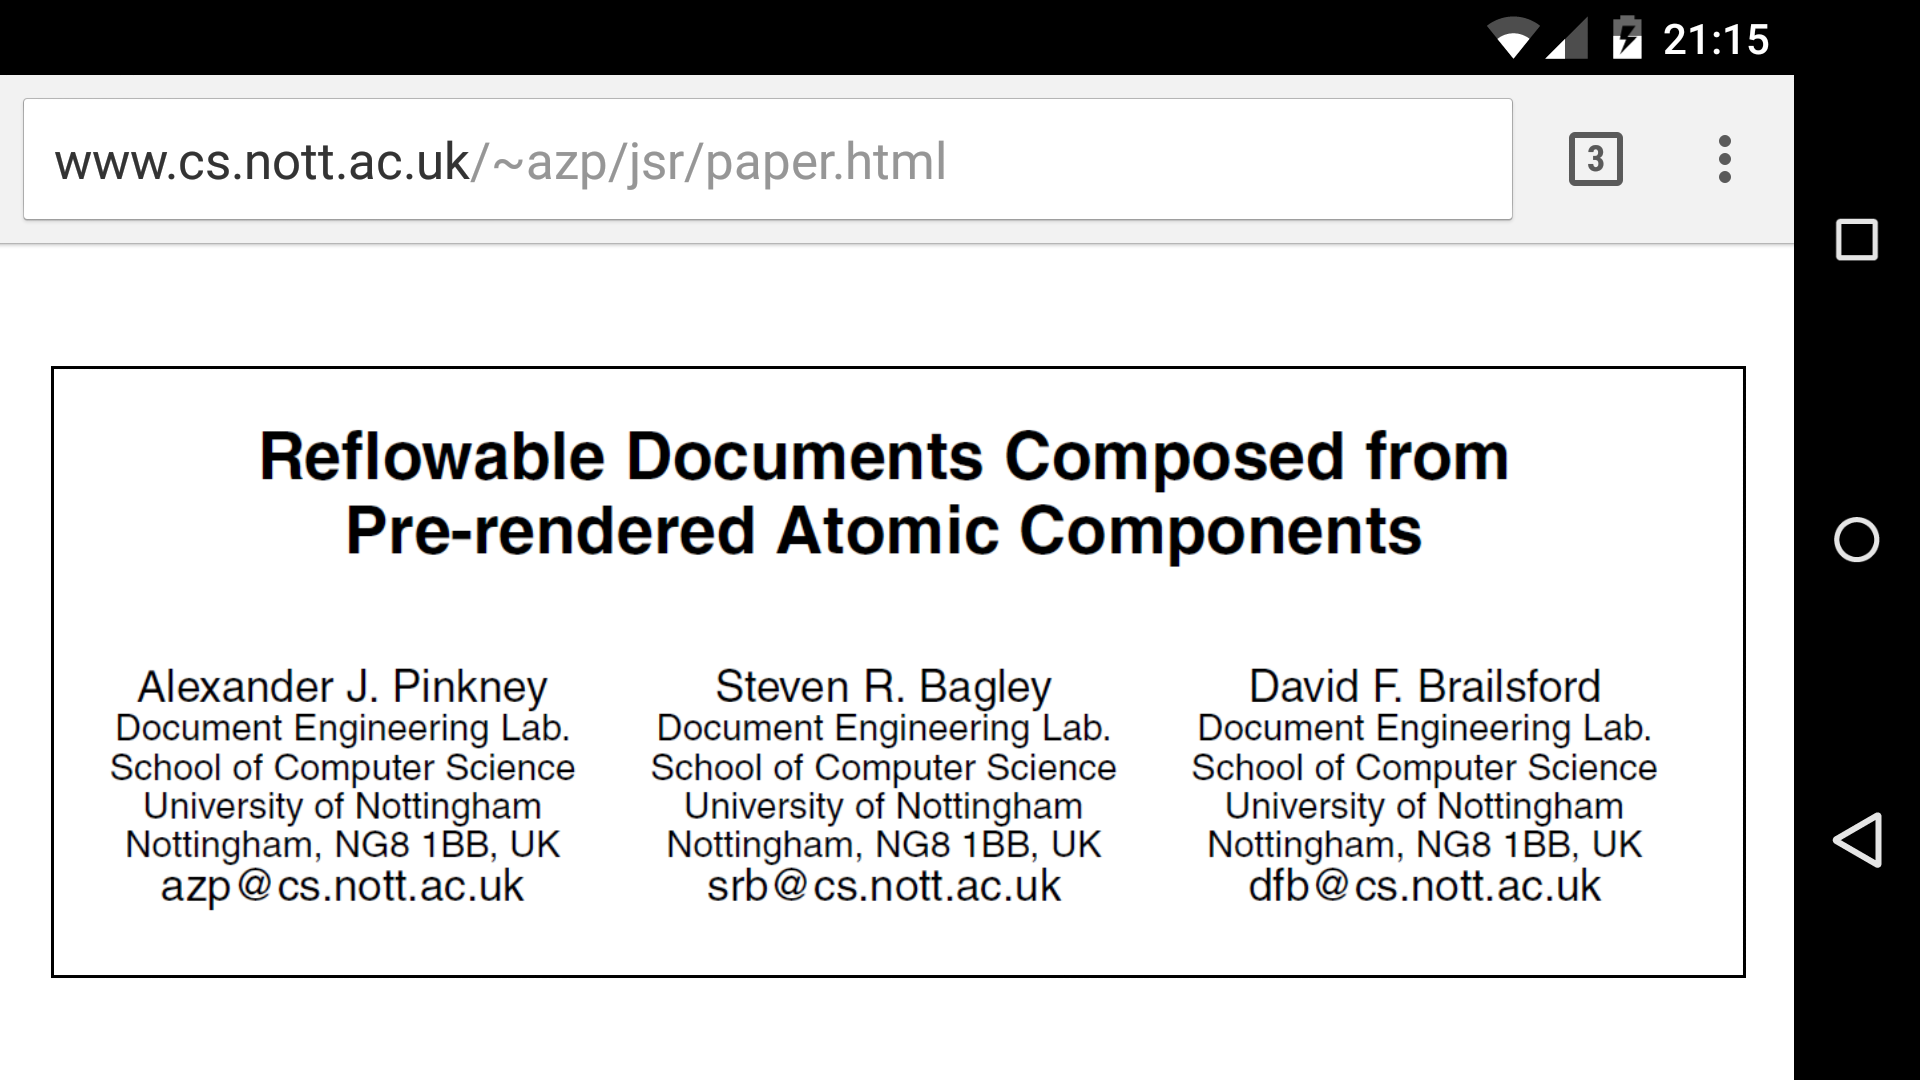 21:15
www.cs.nott.ac.uk/~azp/jsr/paper.html
3
Reflowable Documents Composed from
Pre-rendered Atomic Components
Alexander J. Pinkney
Document Engineering Lab.
School of Computer Science
University of Nottingham
Nottingham, NG8 1BB, UK
azp@cs.nott.ac.uk
Steven R. Bagley
Document Engineering Lab.
School of Computer Science
University of Nottingham
Nottingham, NG8 1BB, UK
srb@cs.nott.ac.uk
David F. Brailsford
Document Engineering Lab.
School of Computer Science
University of Nottingham
Nottingham, NG8 1BB, UK
dfb@cs.nott.ac.uk